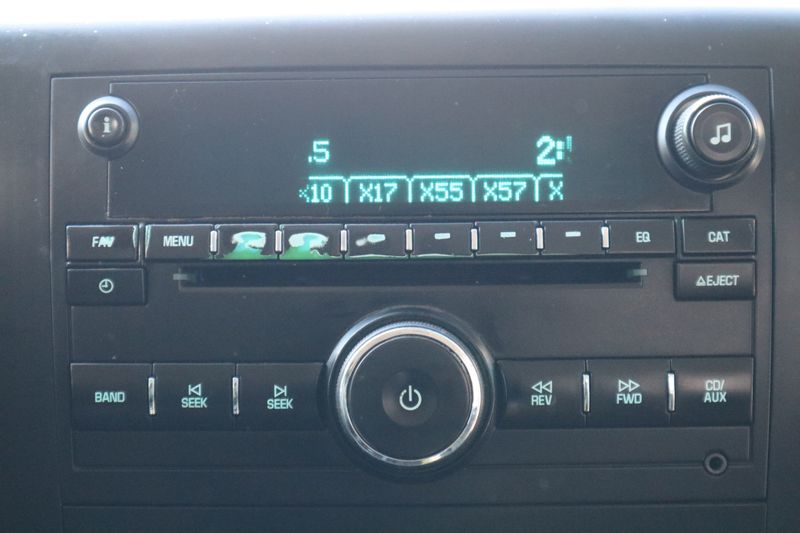 i
.5 2:
x10 X17 X55 X57 X
FAV MENU EQ CAT
EJECT
BAND SEEK SEEK REV FWD CD/
AUX